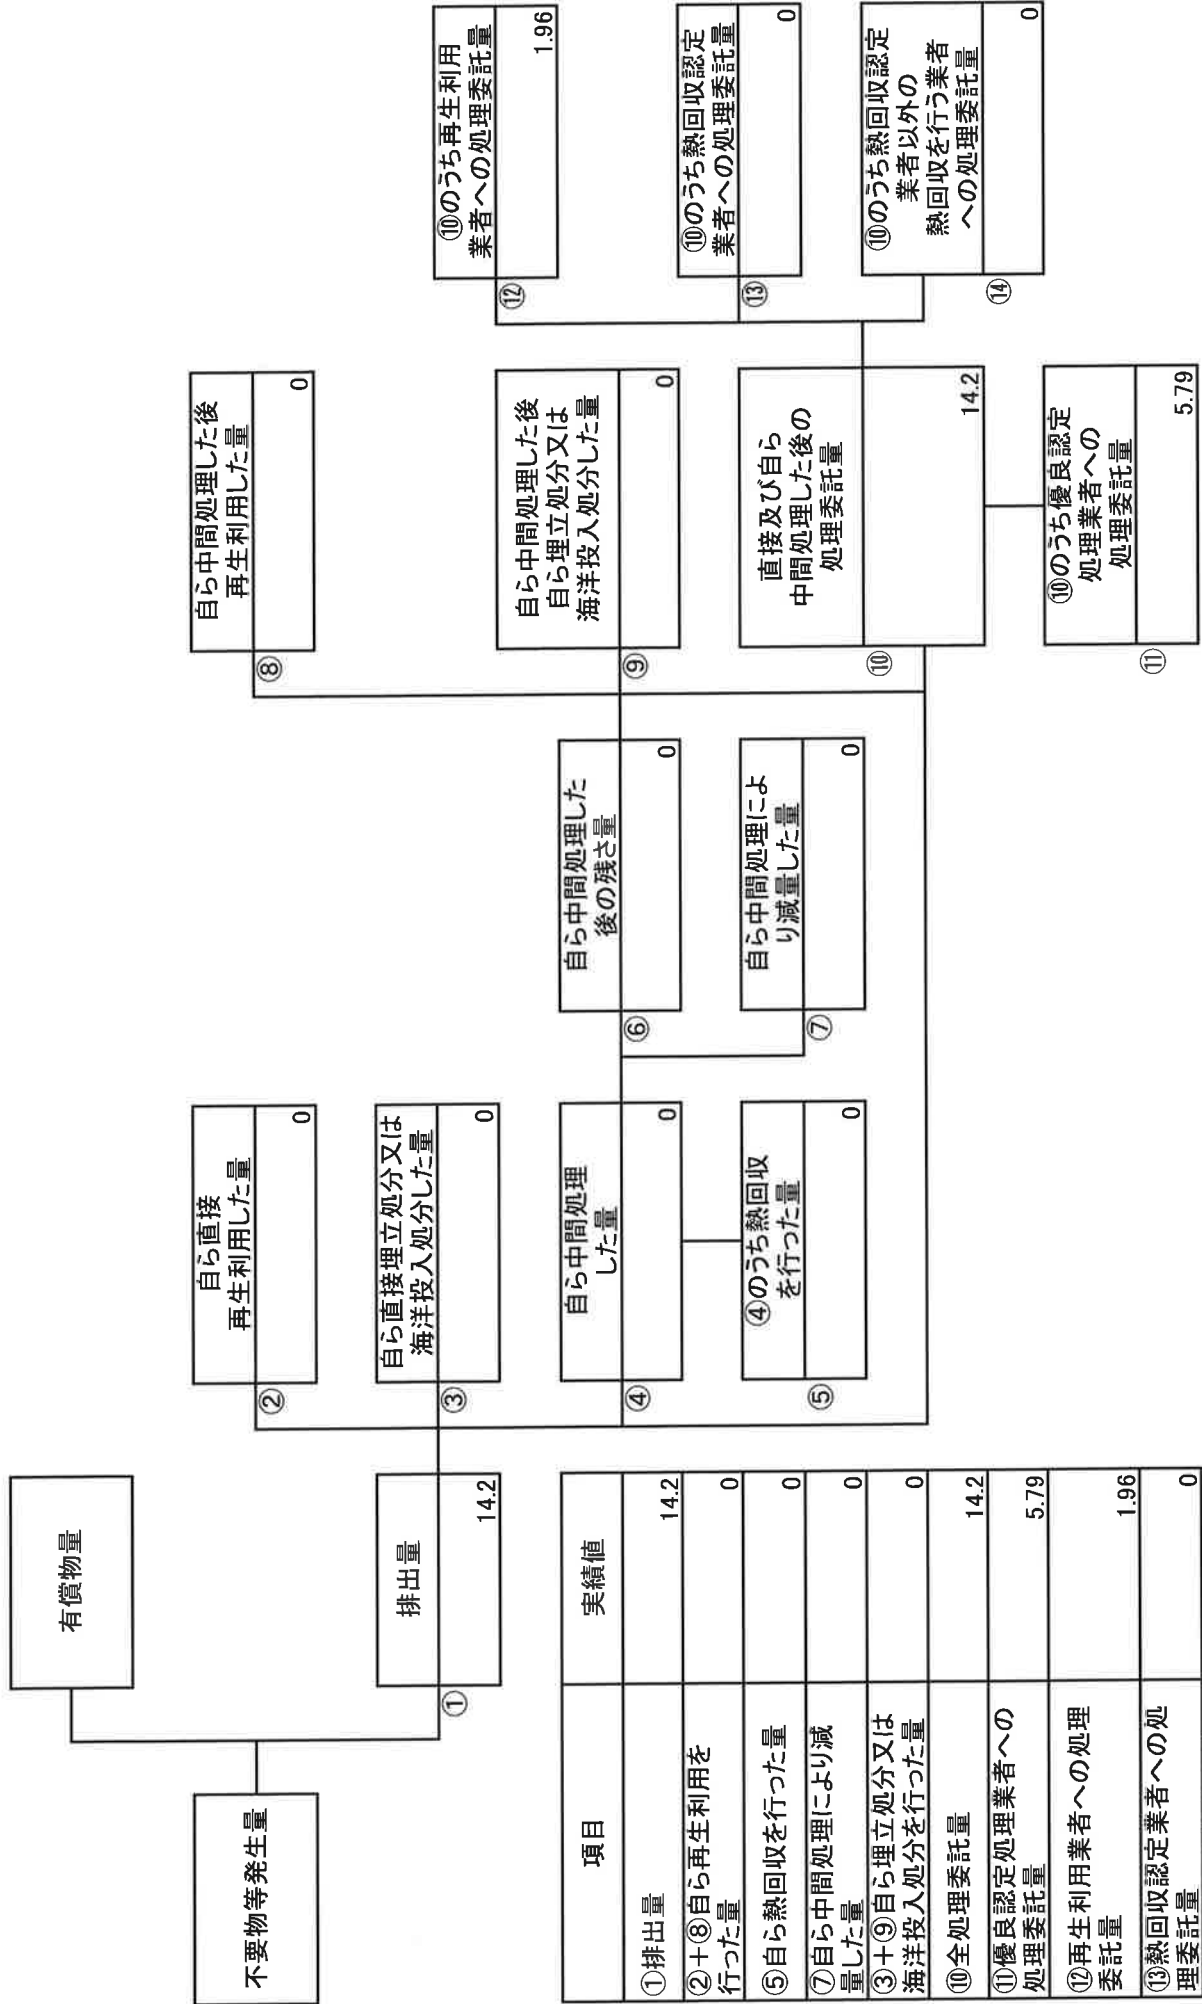 有償物量
不要物等発生量
排出量
①
14.2
自ら直接
再生利用した量
②
0
自ら直接埋立処分又は
海洋投入処分した量
③
0
自ら中間処理
した量
④
0
④のうち熱回収
を行った量
⑤
0
自ら中間処理した
後の残さ量
⑥
0
自ら中間処理によ
り減量した量
⑦
0
自ら中間処理した後
再生利用した量
⑧
0
自ら中間処理した後
自ら埋立処分又は
海洋投入処分した量
⑨
0
直接及び自ら
中間処理した後の
処理委託量
⑩
14.2
⑩のうち優良認定
処理業者への
処理委託量
⑪
5.79
⑩のうち再生利用
業者への処理委託量
⑫
1.96
⑩のうち熱回収認定
業者への処理委託量
⑬
0
⑩のうち熱回収認定
業者以外の
熱回収を行う業者
への処理委託量
⑭
0
項目 実績値
①排出量 14.2
②＋⑧自ら再生利用を
行った量 0
⑤自ら熱回収を行った量 0
⑦自ら中間処理により減
量した量 0
③＋⑨自ら埋立処分又は
海洋投入処分を行った量 0
⑩全処理委託量 14.2
⑪優良認定処理業者への
処理委託量 5.79
⑫再生利用業者への処理
委託量 1.96
⑬熱回収認定業者への処
理委託量 0